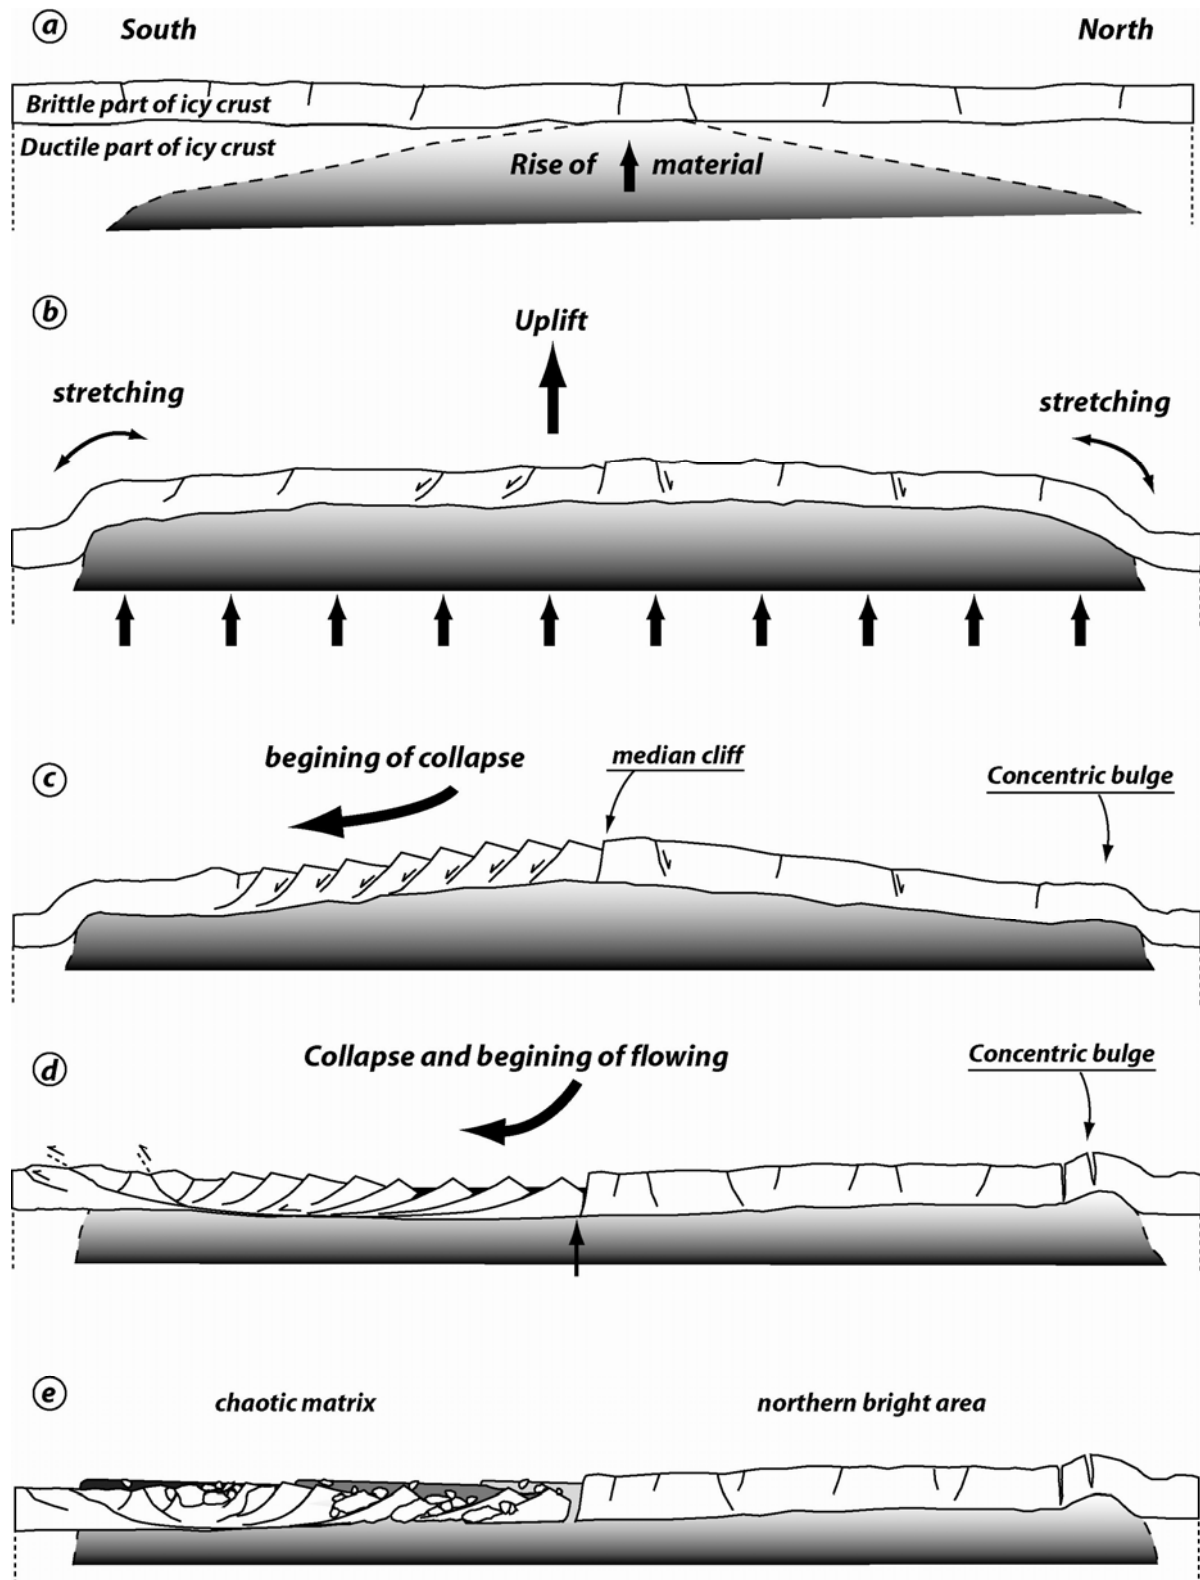 a
South
North
Brittle part of icy crust
Ductile part of icy crust
Rise of material
b
Uplift
stretching
stretching
c
begining of collapse
median cliff
Concentric bulge
d
Collapse and begining of flowing
Concentric bulge
e
chaotic matrix
northern bright area